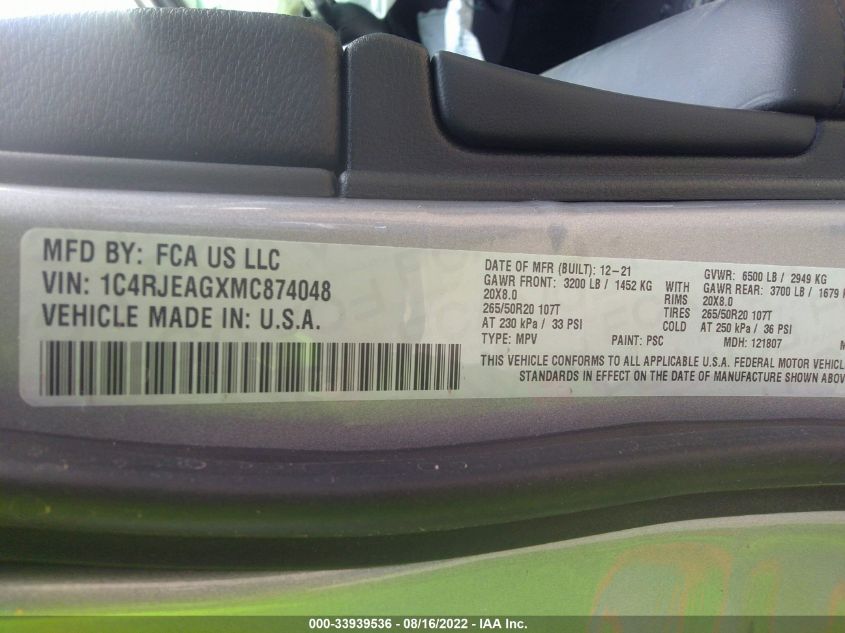 MFD BY: FCA US LLC
VIN: 1C4RJEAGXMC874048
VEHICLE MADE IN: U.S.A.
DATE OF MFR (BUILT): 12-21 GVWR: 6500 LB / 2949 KG
GAWR FRONT: 3200 LB / 1452 KG WITH GAWR REAR: 3700 LB / 1679
20X8.0 RIMS 20X8.0
265/50R20 107T TIRES 265/50R20 107T
AT 230 kPa / 33 PSI COLD AT 250 kPa / 36 PSI
TYPE: MPV PAINT: PSC MDH: 121807
THIS VEHICLE CONFORMS TO ALL APPLICABLE U.S.A. FEDERAL MOTOR
STANDARDS IN EFFECT ON THE DATE OF MANUFACTURE SHOWN
000-33939536 - 08/16/2022 - IAA Inc.